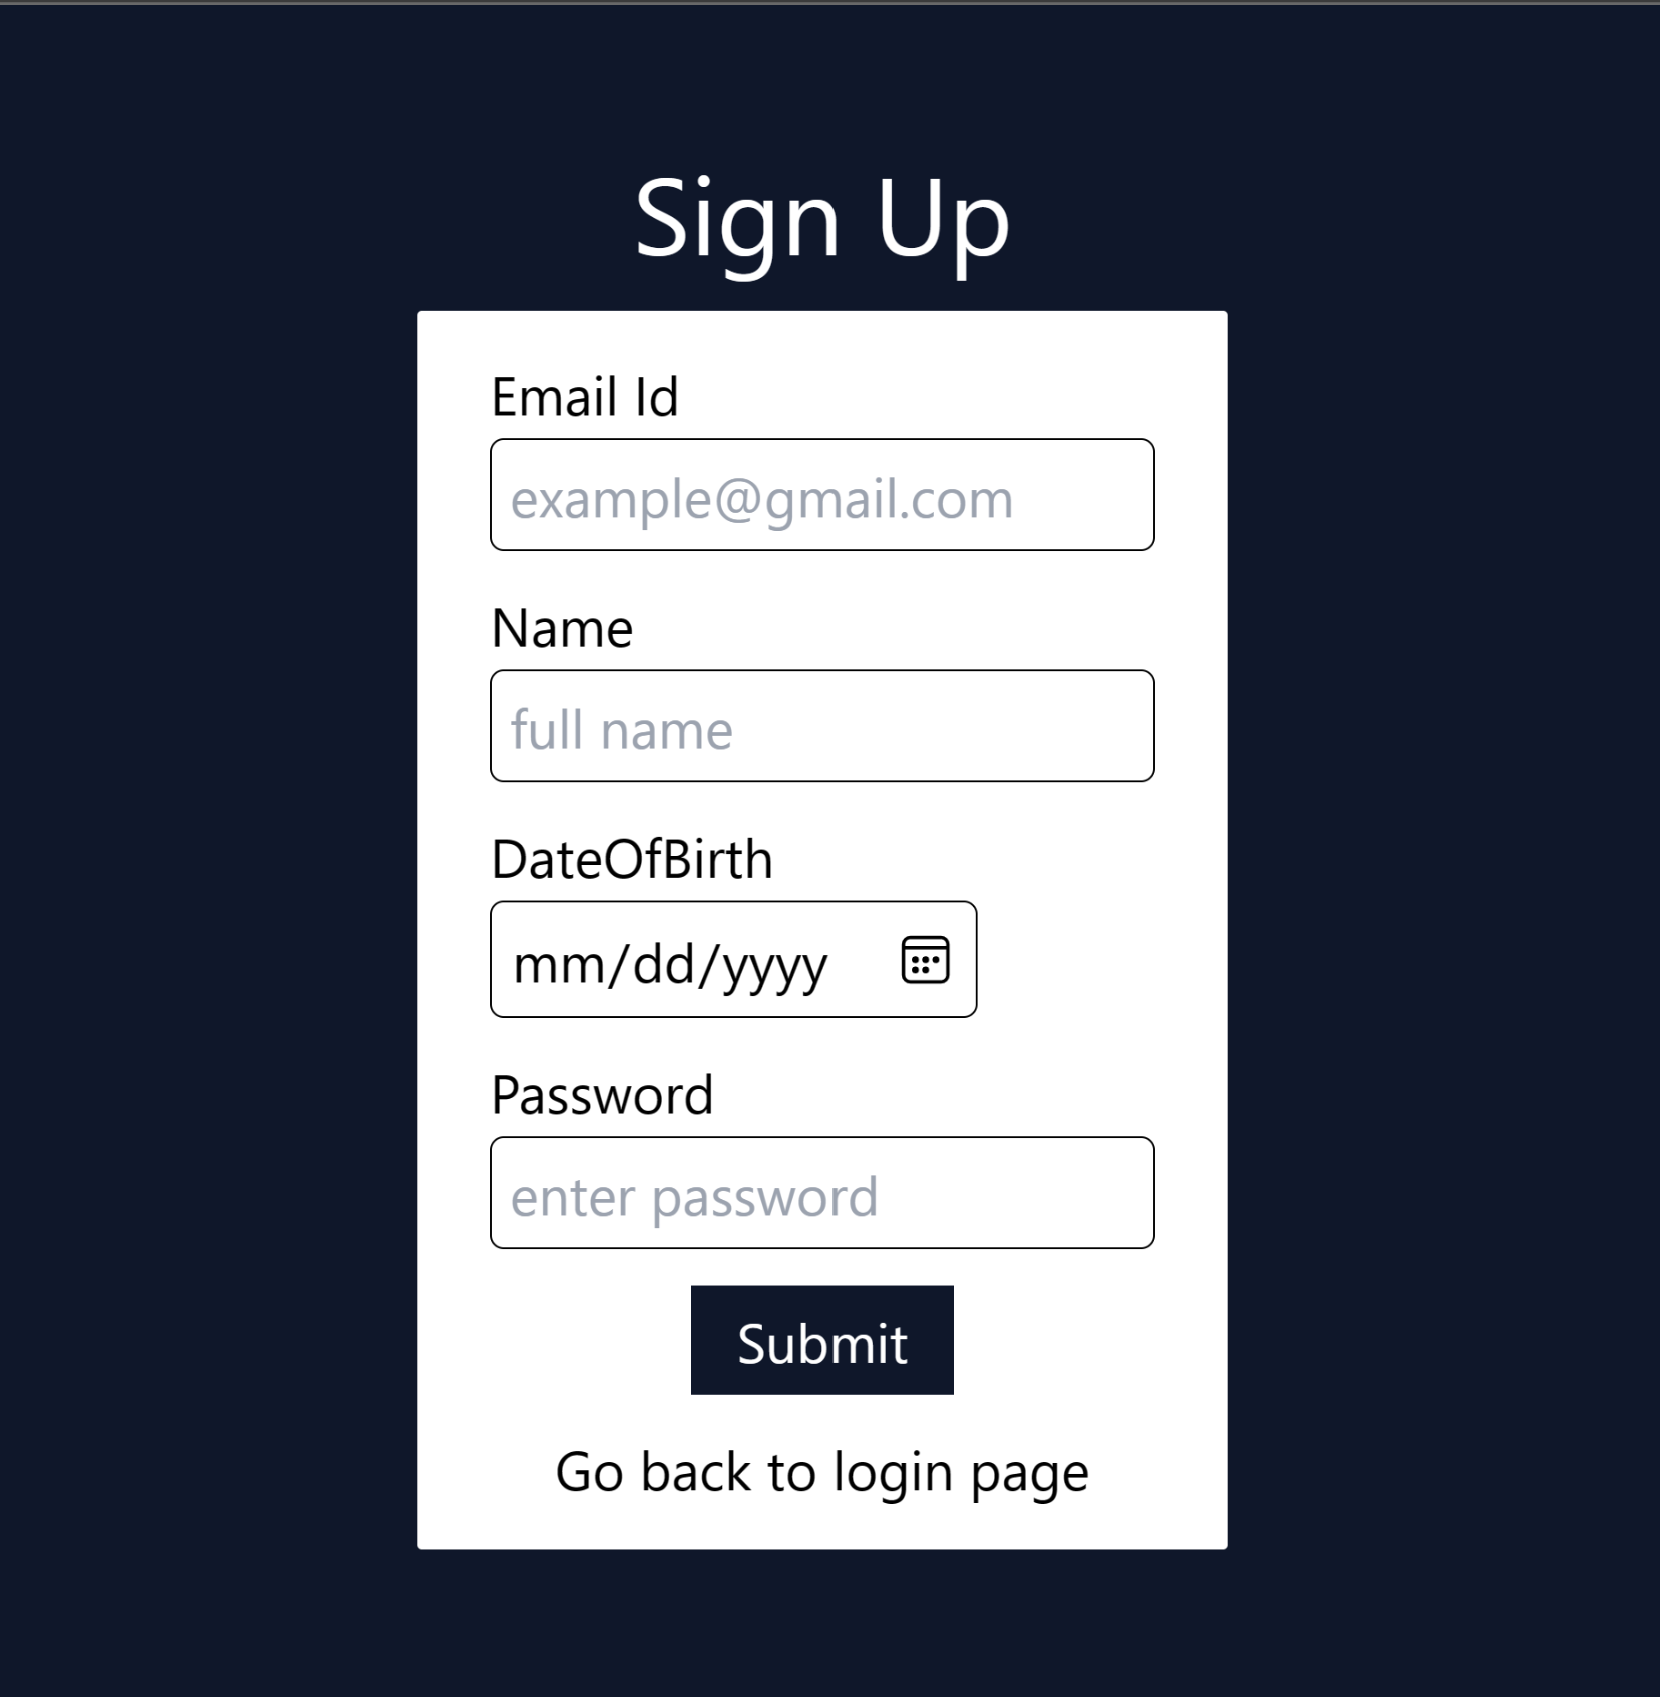 Sign Up
Email Id
example@gmail.com
Name
full name
DateOfBirth
mm/dd/yyyy
Password
enter password
Submit
Go back to login page